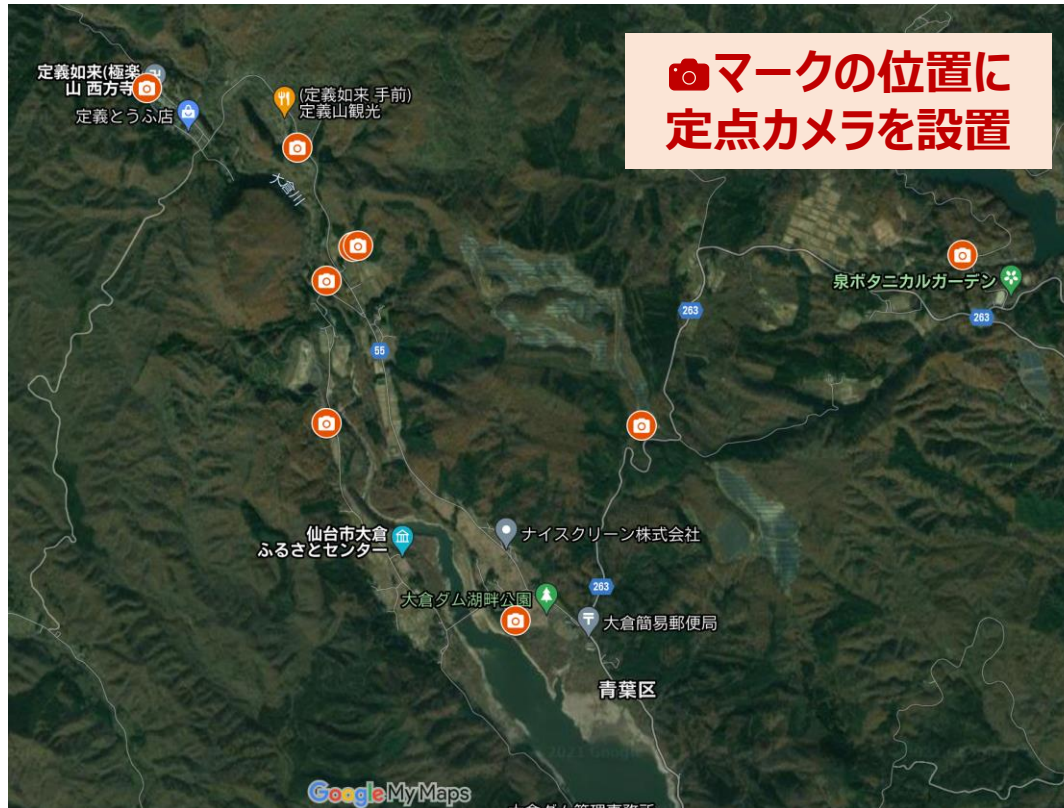 マークの位置に
定点カメラを設置
定義如来(極楽
山 西方寺)
定義とうふ店
(定義如来 手前)
定義山観光
大倉川
泉ボタニカルガーデン
263
263
55
仙台市大倉
ふるさとセンター
ナイスクリーン株式会社
263
大倉ダム湖畔公園
大倉簡易郵便局
青葉区
Google My Maps